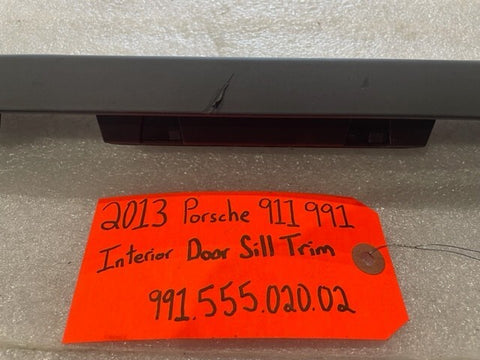 2013 Porsche 911 991
Interior Door Sill Trim
991.555.020.02